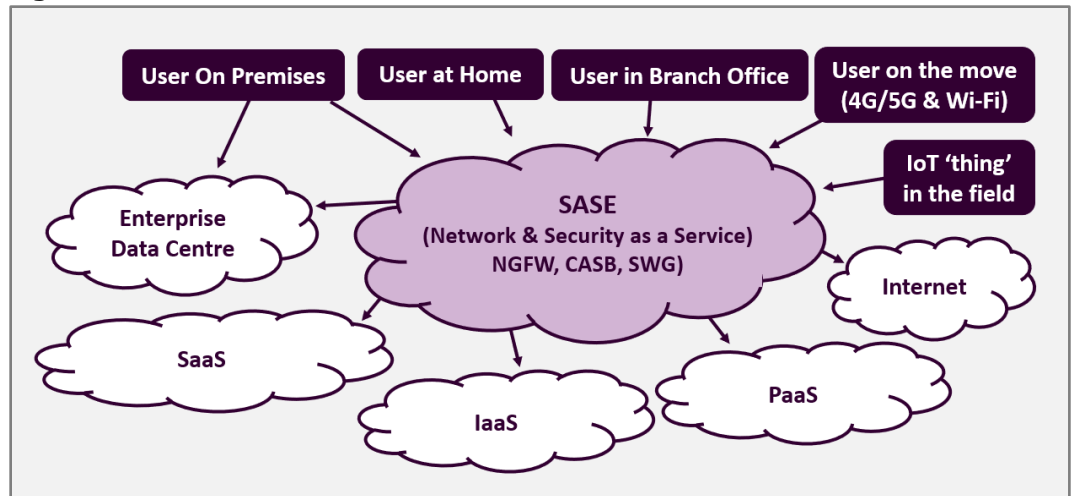 User On Premises
User at Home
User in Branch Office
User on the move
(4G/5G & Wi-Fi)
IoT ‘thing’
in the field
SASE
(Network & Security as a Service)
NGFW, CASB, SWG)
Enterprise
Data Centre
Internet
SaaS
IaaS
PaaS